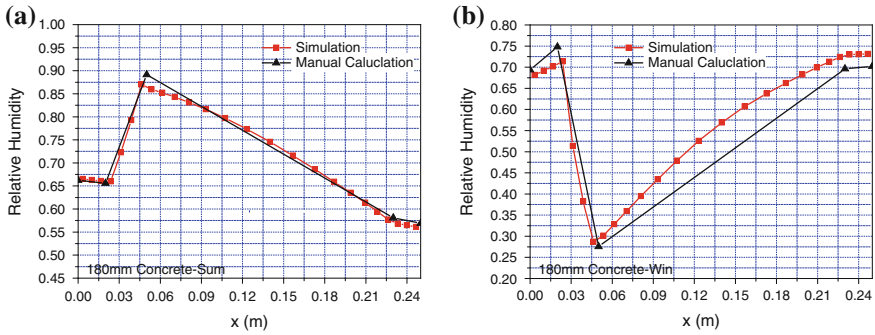 (a)
1.00
0.95
0.90
0.85
0.80
0.75
0.70
0.65
0.60
0.55
0.50
0.45
Relative Humidity
Simulation
Manual Caluclation
180mm Concrete-Sum
0.00 0.03 0.06 0.09 0.12 0.15 0.18 0.21 0.24
x (m)
(b)
0.80
0.75
0.70
0.65
0.60
0.55
0.50
0.45
0.40
0.35
0.30
0.25
0.20
Relative Humidity
Simulation
Manual Calculation
180mm Concrete-Win
0.00 0.03 0.06 0.09 0.12 0.15 0.18 0.21 0.24
x (m)